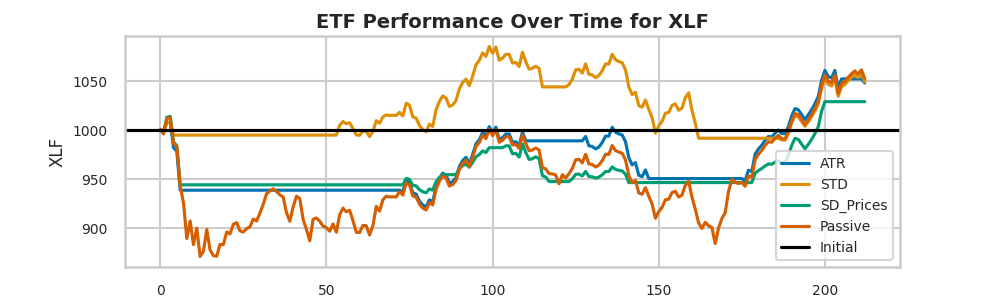 ETF Performance Over Time for XLF
XLF
1050
1000
950
900
0
50
100
150
200
ATR
STD
SD_Prices
Passive
Initial